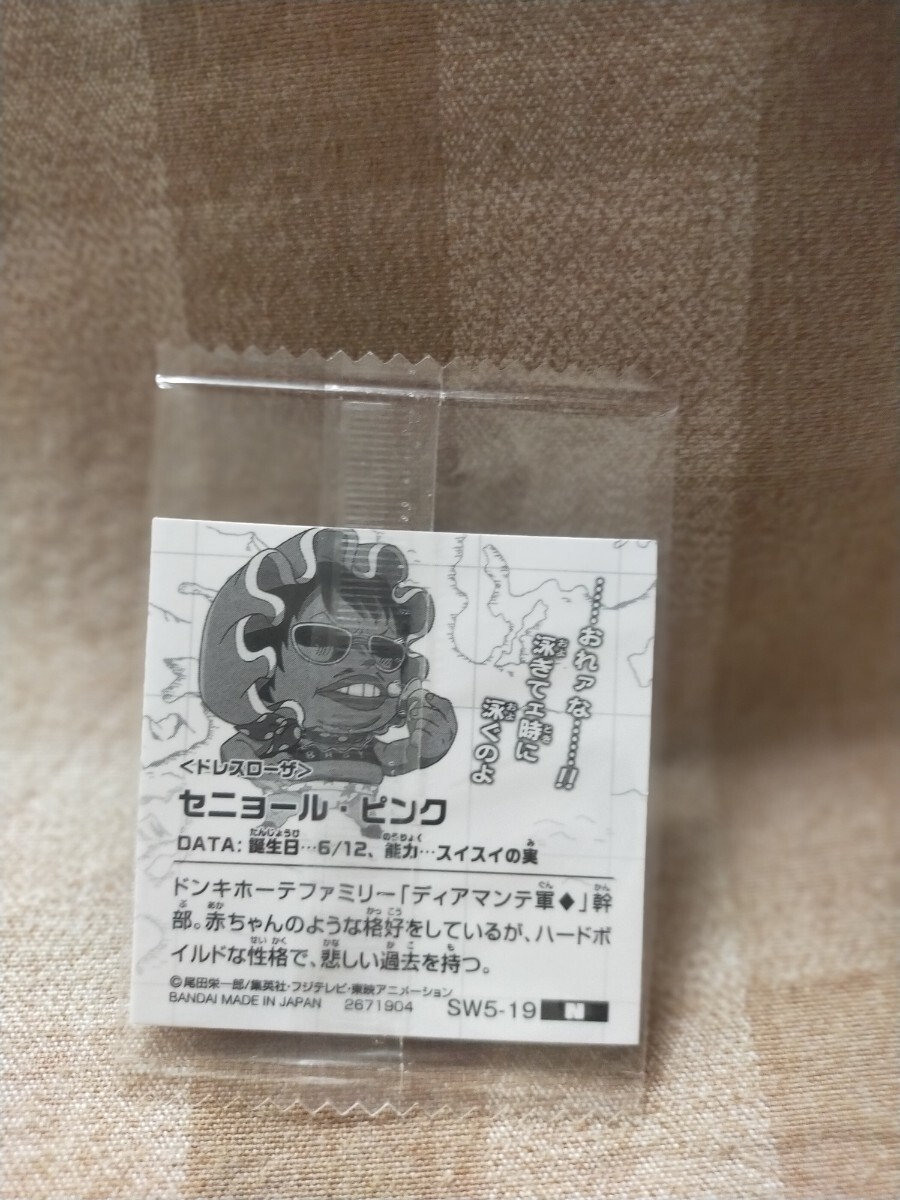 ……おれァな……!!
泳ぎてェ時に
泳ぐのよ
<ドレスローザ>
セニョール・ピンク
DATA: 誕生日…6/12、能力…スイスイの実
ドンキホーテファミリー「ディアマンテ軍◆」幹
部。赤ちゃんのような格好をしているが、ハードボ
イルドな性格で、悲しい過去を持つ。
©尾田栄一郎/集英社・フジテレビ・東映アニメーション
BANDAI MADE IN JAPAN 2671904 SW5-19 N